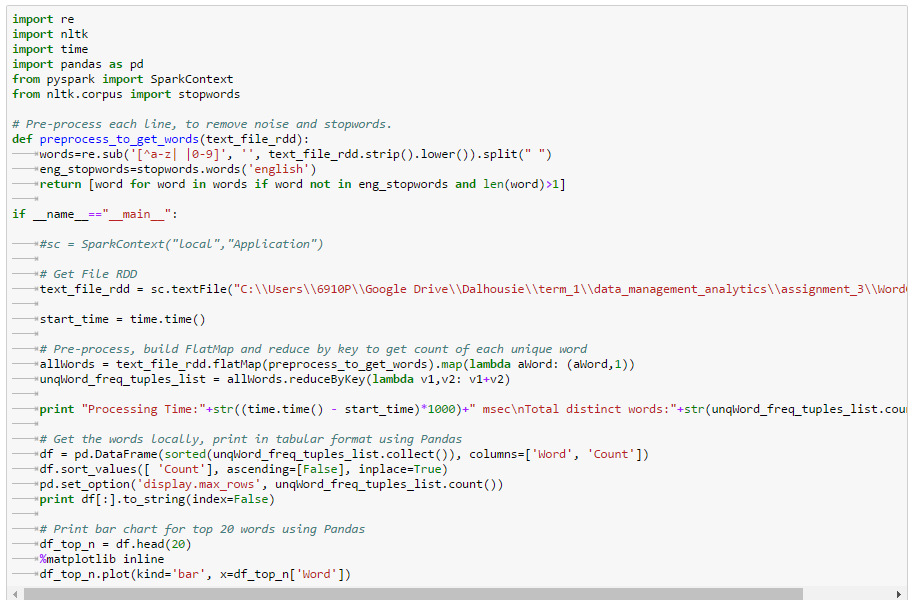 import re
import nltk
import time
import pandas as pd
from pyspark import SparkContext
from nltk.corpus import stopwords
# Pre-process each line, to remove noise and stopwords.
def preprocess_to_get_words(text_file_rdd):
words=re.sub('[^a-z| |0-9]', '', text_file_rdd.strip().lower()).split(" ")
eng_stopwords=stopwords.words('english')
return [word for word in words if word not in eng_stopwords and len(word)>1]
if __name__=="__main__":
#sc = SparkContext("local","Application")
# Get File RDD
text_file_rdd = sc.textFile("C:\\Users\\6910P\\Google Drive\\Dalhousie\\term_1\\data_management_analytics\\assignment_3\\Word
start_time = time.time()
# Pre-process, build FlatMap and reduce by key to get count of each unique word
allWords = text_file_rdd.flatMap(preprocess_to_get_words).map(lambda aWord: (aWord,1))
unqWord_freq_tuples_list = allWords.reduceByKey(lambda v1,v2: v1+v2)
print "Processing Time:"+str((time.time() - start_time)*1000)+" msec\nTotal distinct words:"+str(unqWord_freq_tuples_list.cou
# Get the words locally, print in tabular format using Pandas
df = pd.DataFrame(sorted(unqWord_freq_tuples_list.collect()), columns=['Word', 'Count'])
df.sort_values([ 'Count'], ascending=[False], inplace=True)
pd.set_option('display.max_rows', unqWord_freq_tuples_list.count())
print df[:].to_string(index=False)
# Print bar chart for top 20 words using Pandas
df_top_n = df.head(20)
%matplotlib inline
df_top_n.plot(kind='bar', x=df_top_n['Word'])